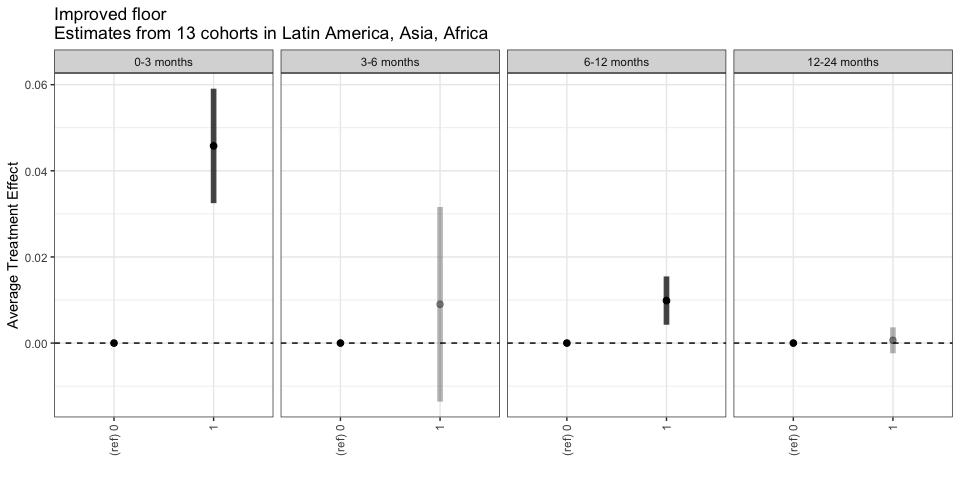 Improved floor
Estimates from 13 cohorts in Latin America, Asia, Africa
0-3 months
3-6 months
6-12 months
12-24 months
Average Treatment Effect
0.06
0.04
0.02
0.00
(ref) 0
1
(ref) 0
1
(ref) 0
1
(ref) 0
1